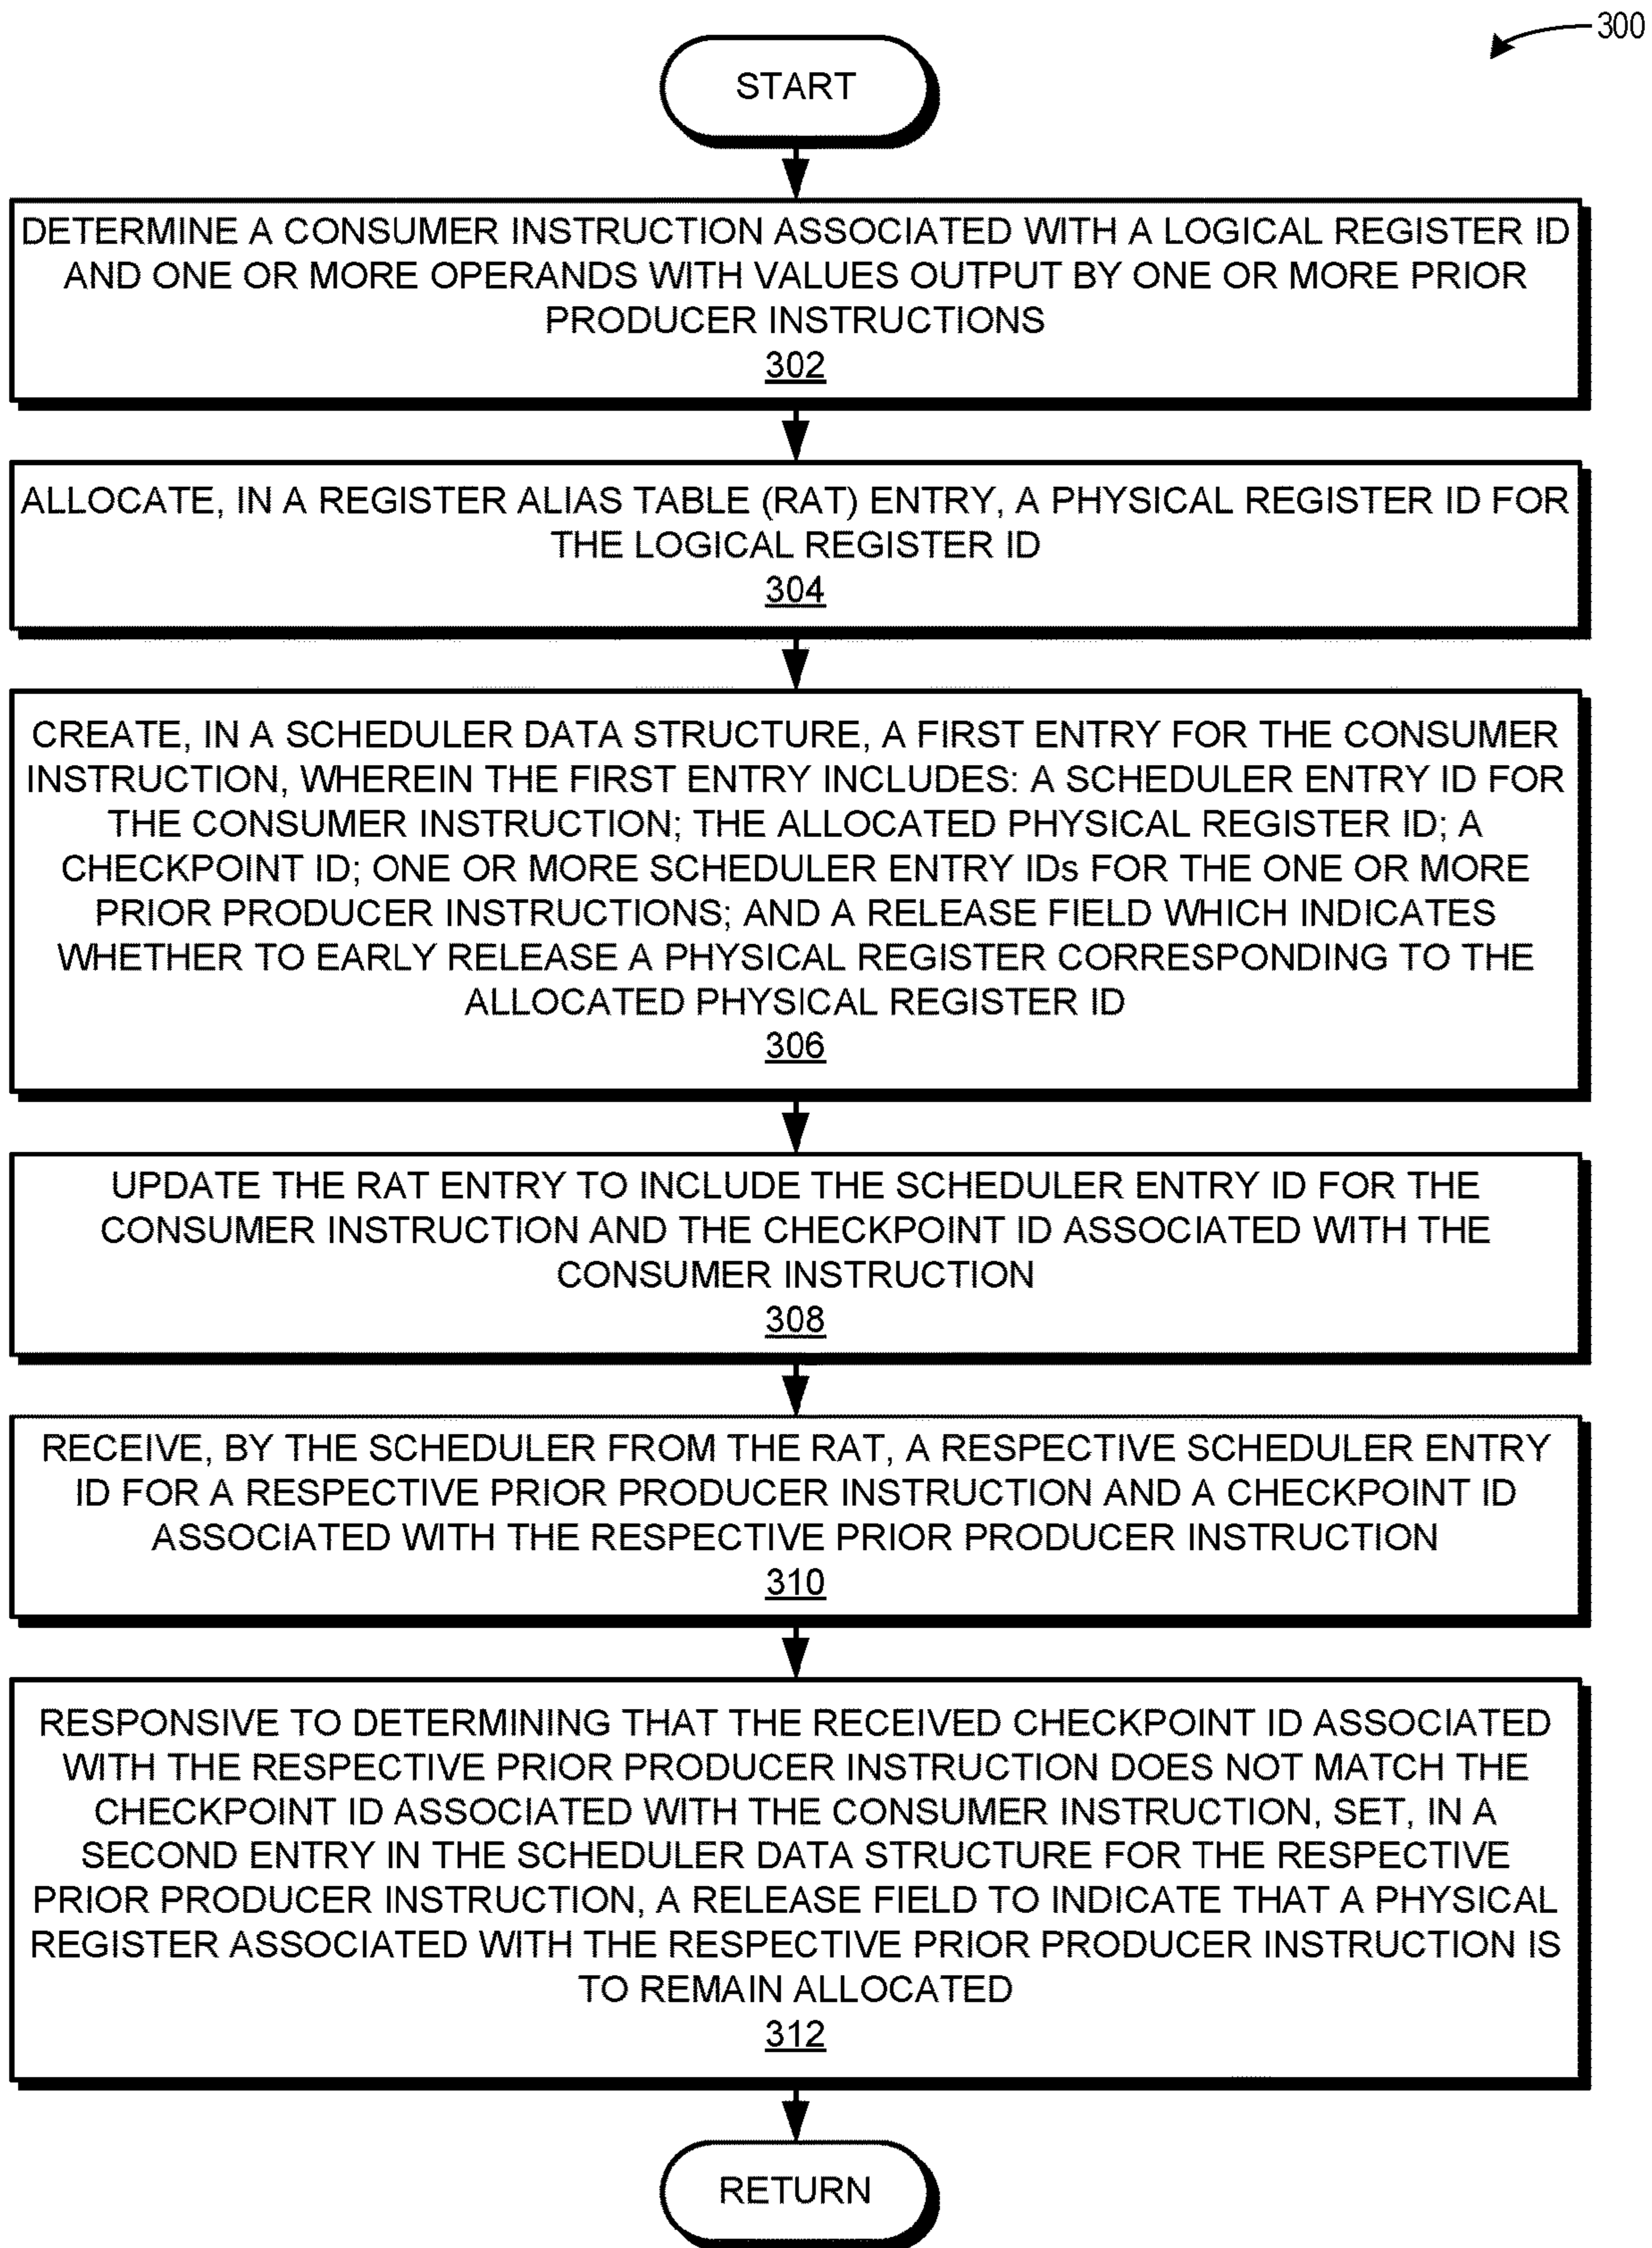 300
START
DETERMINE A CONSUMER INSTRUCTION ASSOCIATED WITH A LOGICAL REGISTER ID
AND ONE OR MORE OPERANDS WITH VALUES OUTPUT BY ONE OR MORE PRIOR
PRODUCER INSTRUCTIONS
302
ALLOCATE, IN A REGISTER ALIAS TABLE (RAT) ENTRY, A PHYSICAL REGISTER ID FOR
THE LOGICAL REGISTER ID
304
CREATE, IN A SCHEDULER DATA STRUCTURE, A FIRST ENTRY FOR THE CONSUMER
INSTRUCTION, WHEREIN THE FIRST ENTRY INCLUDES: A SCHEDULER ENTRY ID FOR
THE CONSUMER INSTRUCTION; THE ALLOCATED PHYSICAL REGISTER ID; A
CHECKPOINT ID; ONE OR MORE SCHEDULER ENTRY IDs FOR THE ONE OR MORE
PRIOR PRODUCER INSTRUCTIONS; AND A RELEASE FIELD WHICH INDICATES
WHETHER TO EARLY RELEASE A PHYSICAL REGISTER CORRESPONDING TO THE
ALLOCATED PHYSICAL REGISTER ID
306
UPDATE THE RAT ENTRY TO INCLUDE THE SCHEDULER ENTRY ID FOR THE
CONSUMER INSTRUCTION AND THE CHECKPOINT ID ASSOCIATED WITH THE
CONSUMER INSTRUCTION
308
RECEIVE, BY THE SCHEDULER FROM THE RAT, A RESPECTIVE SCHEDULER ENTRY
ID FOR A RESPECTIVE PRIOR PRODUCER INSTRUCTION AND A CHECKPOINT ID
ASSOCIATED WITH THE RESPECTIVE PRIOR PRODUCER INSTRUCTION
310
RESPONSIVE TO DETERMINING THAT THE RECEIVED CHECKPOINT ID ASSOCIATED
WITH THE RESPECTIVE PRIOR PRODUCER INSTRUCTION DOES NOT MATCH THE
CHECKPOINT ID ASSOCIATED WITH THE CONSUMER INSTRUCTION, SET, IN A
SECOND ENTRY IN THE SCHEDULER DATA STRUCTURE FOR THE RESPECTIVE
PRIOR PRODUCER INSTRUCTION, A RELEASE FIELD TO INDICATE THAT A PHYSICAL
REGISTER ASSOCIATED WITH THE RESPECTIVE PRIOR PRODUCER INSTRUCTION IS
TO REMAIN ALLOCATED
312
RETURN